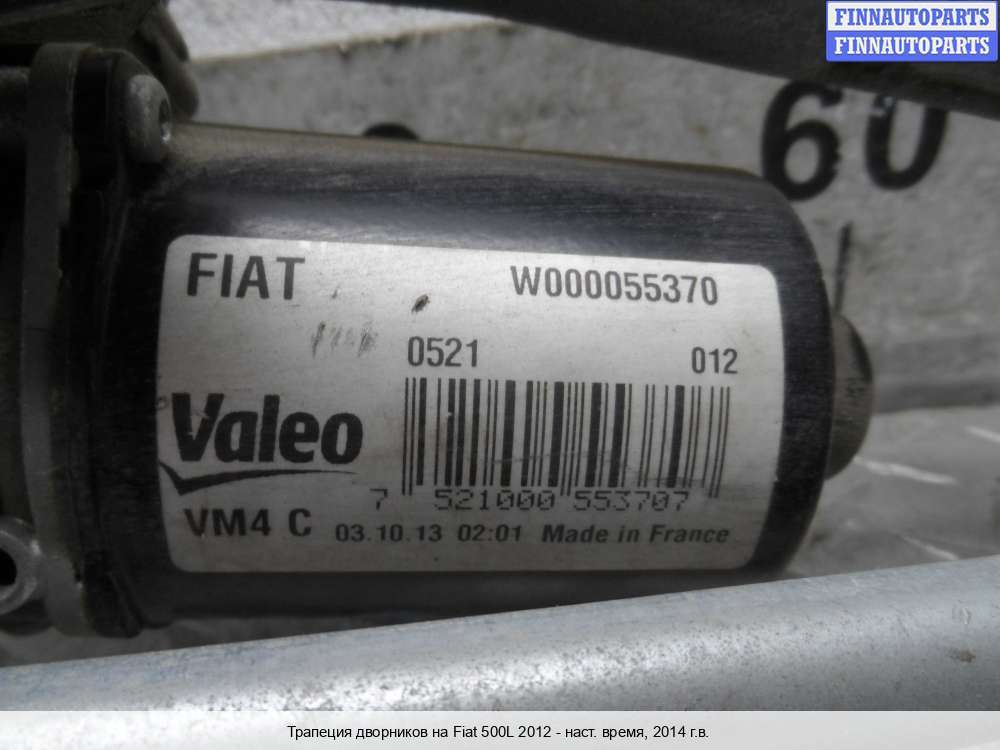 FINNAUTOPARTS
FINNAUTOPARTS
60
FIAT W000055370
0521 012
Valeo
7 521000 553707
VM4 C 03.10.13 02:01 Made in France
Трапеция дворников на Fiat 500L 2012 - наст. время, 2014 г.в.